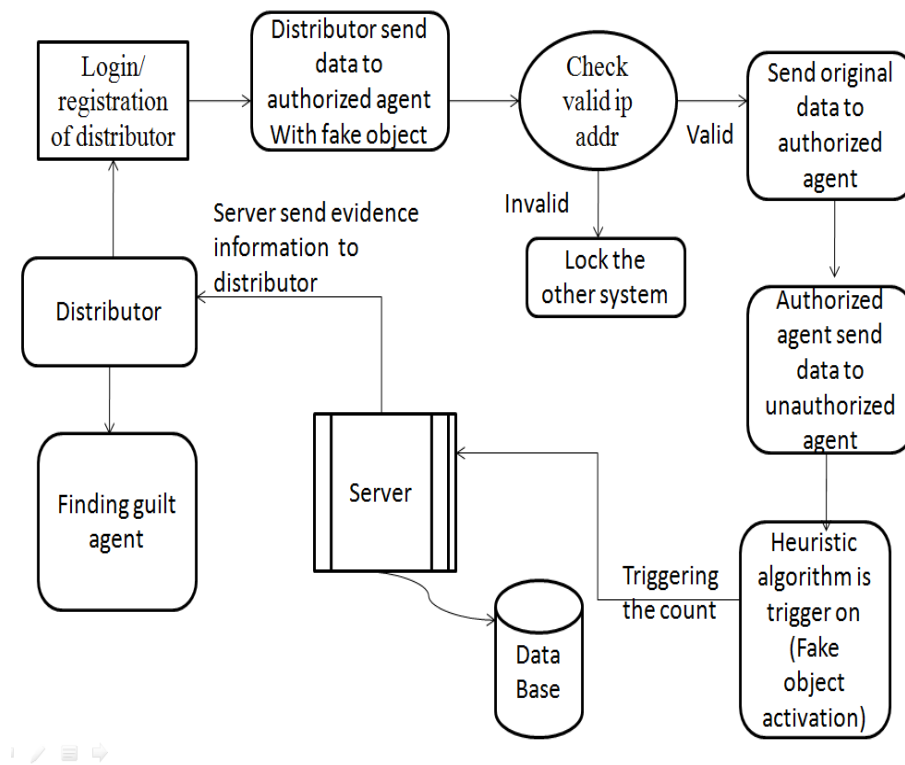 Login/
registration
of distributor
Distributor send
data to
authorized agent
With fake object
Check
valid ip
addr
Valid
Send original
data to
authorized
agent
Invalid
Lock the
other system
Server send evidence
information to
distributor
Distributor
Authorized
agent send
data to
unauthorized
agent
Finding guilt
agent
Server
Triggering
the count
Heuristic
algorithm is
trigger on
(Fake
object
activation)
Data
Base